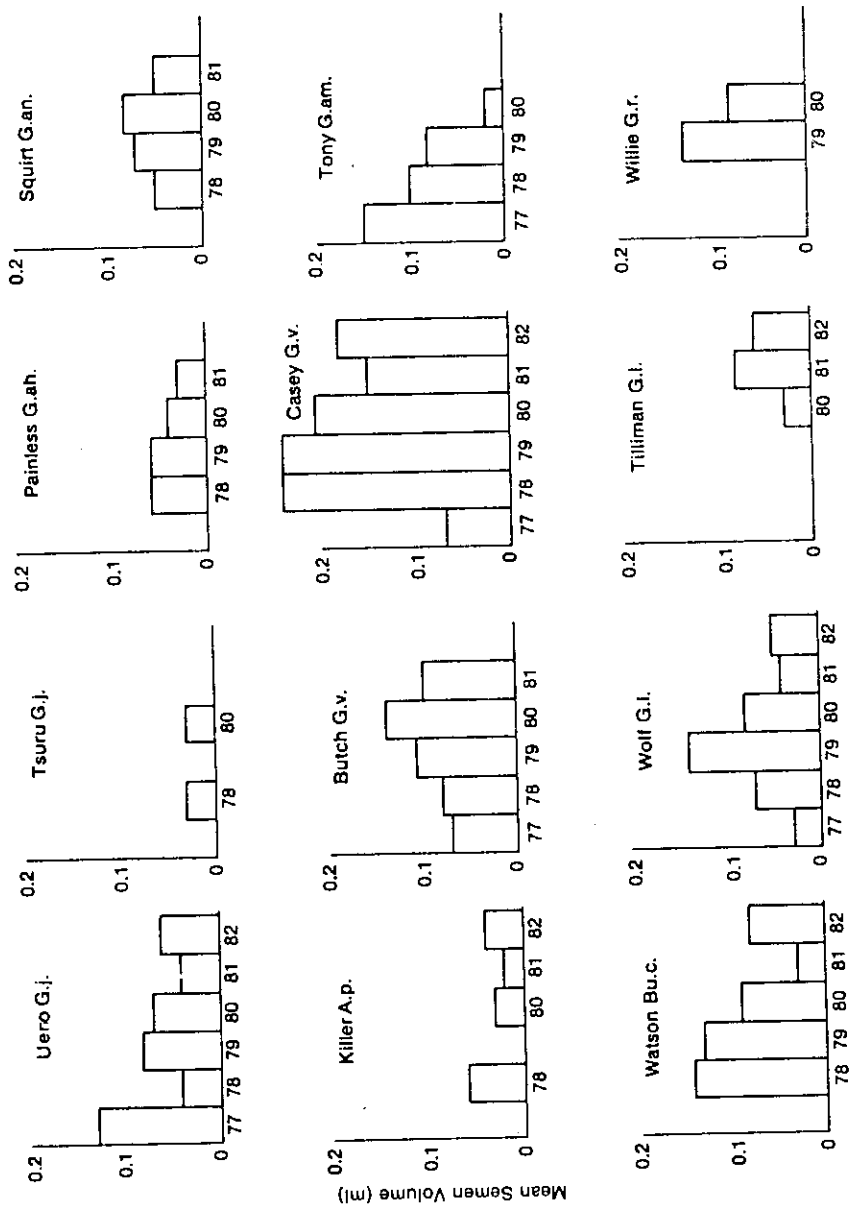 Mean Semen Volume (ml)
Ueno G.j.
0.2
0.1
0
77 78 79 80 81 82
Tsuru G.j.
0.2
0.1
0
78 80
Painless G.ah.
0.2
0.1
0
78 79 80 81
Squirt G.an.
0.2
0.1
0
78 79 80 81
Killer A.p.
0.2
0.1
0
78 80 81 82
Butch G.v.
0.2
0.1
0
77 78 79 80 81
Casey G.v.
0.2
0.1
0
77 78 79 80 81 82
Tony G.am.
0.2
0.1
0
77 78 79 80
Watson Bu.c.
0.2
0.1
0
78 79 80 81 82
Wolf G.l.
0.2
0.1
0
77 78 79 80 81 82
Tilliman G.l.
0.2
0.1
0
80 81 82
Willie G.r.
0.2
0.1
0
79 80